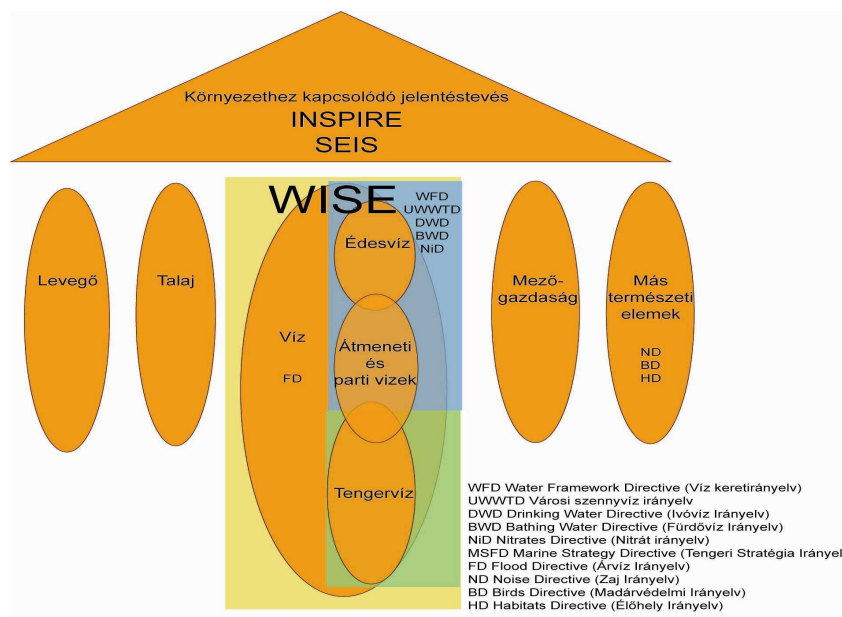 Környezethez kapcsolódó jelentéstevés
INSPIRE
SEIS
WISE
WFD
UWWTD
DWD
BWD
NiD
Édesvíz
Levegő
Talaj
Mező-
gazdaság
Más
természeti
elemek
ND
BD
HD
Víz
FD
Átmeneti
és
parti vizek
Tengervíz
WFD Water Framework Directive (Víz keretirányelv)
UWWTD Városi szennyvíz irányelv
DWD Drinking Water Directive (Ivóvíz Irányelv)
BWD Bathing Water Directive (Fürdővíz Irányelv)
NiD Nitrates Directive (Nitrát irányelv)
MSFD Marine Strategy Directive (Tengeri Stratégia Irányel
FD Flood Directive (Árvíz Irányelv)
ND Noise Directive (Zaj Irányelv)
BD Birds Directive (Madárvédelmi Irányelv)
HD Habitats Directive (Élőhely Irányelv)